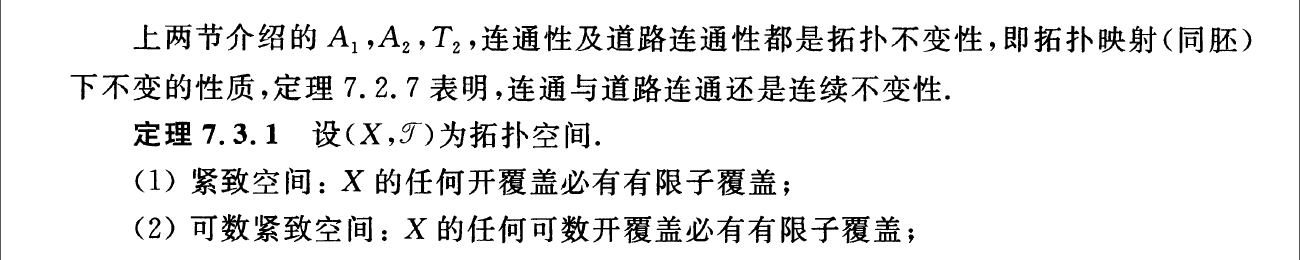 上两节介绍的 A₁,A₂,T₂,连通性及道路连通性都是拓扑不变性,即拓扑映射(同胚)
下不变的性质,定理 7.2.7 表明,连通与道路连通还是连续不变性.
定理 7.3.1 设(X,𝒯)为拓扑空间.
(1) 紧致空间: X 的任何开覆盖必有有限子覆盖;
(2) 可数紧致空间: X 的任何可数开覆盖必有有限子覆盖;